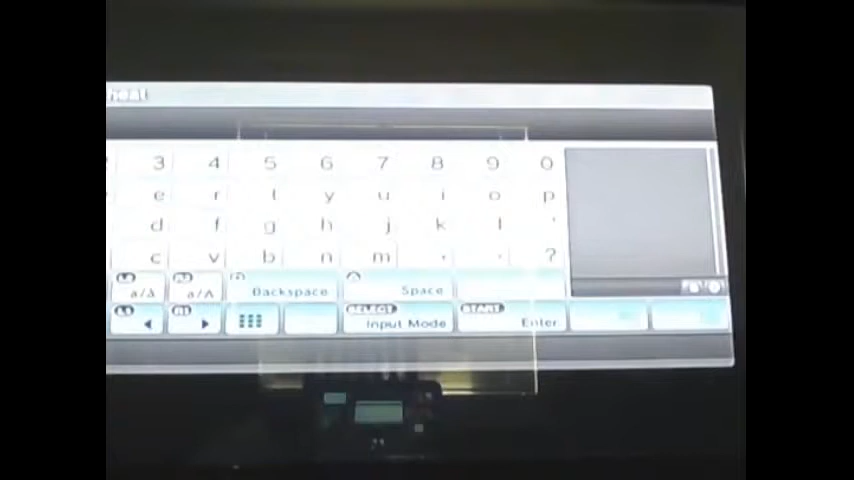 heat
3 4 5 6 7 8 9 0
e r t y u i o p
d f g h j k l '
c v b n m , . ?
a/Á a/A Backspace Space
SELECT START
Input Mode Enter